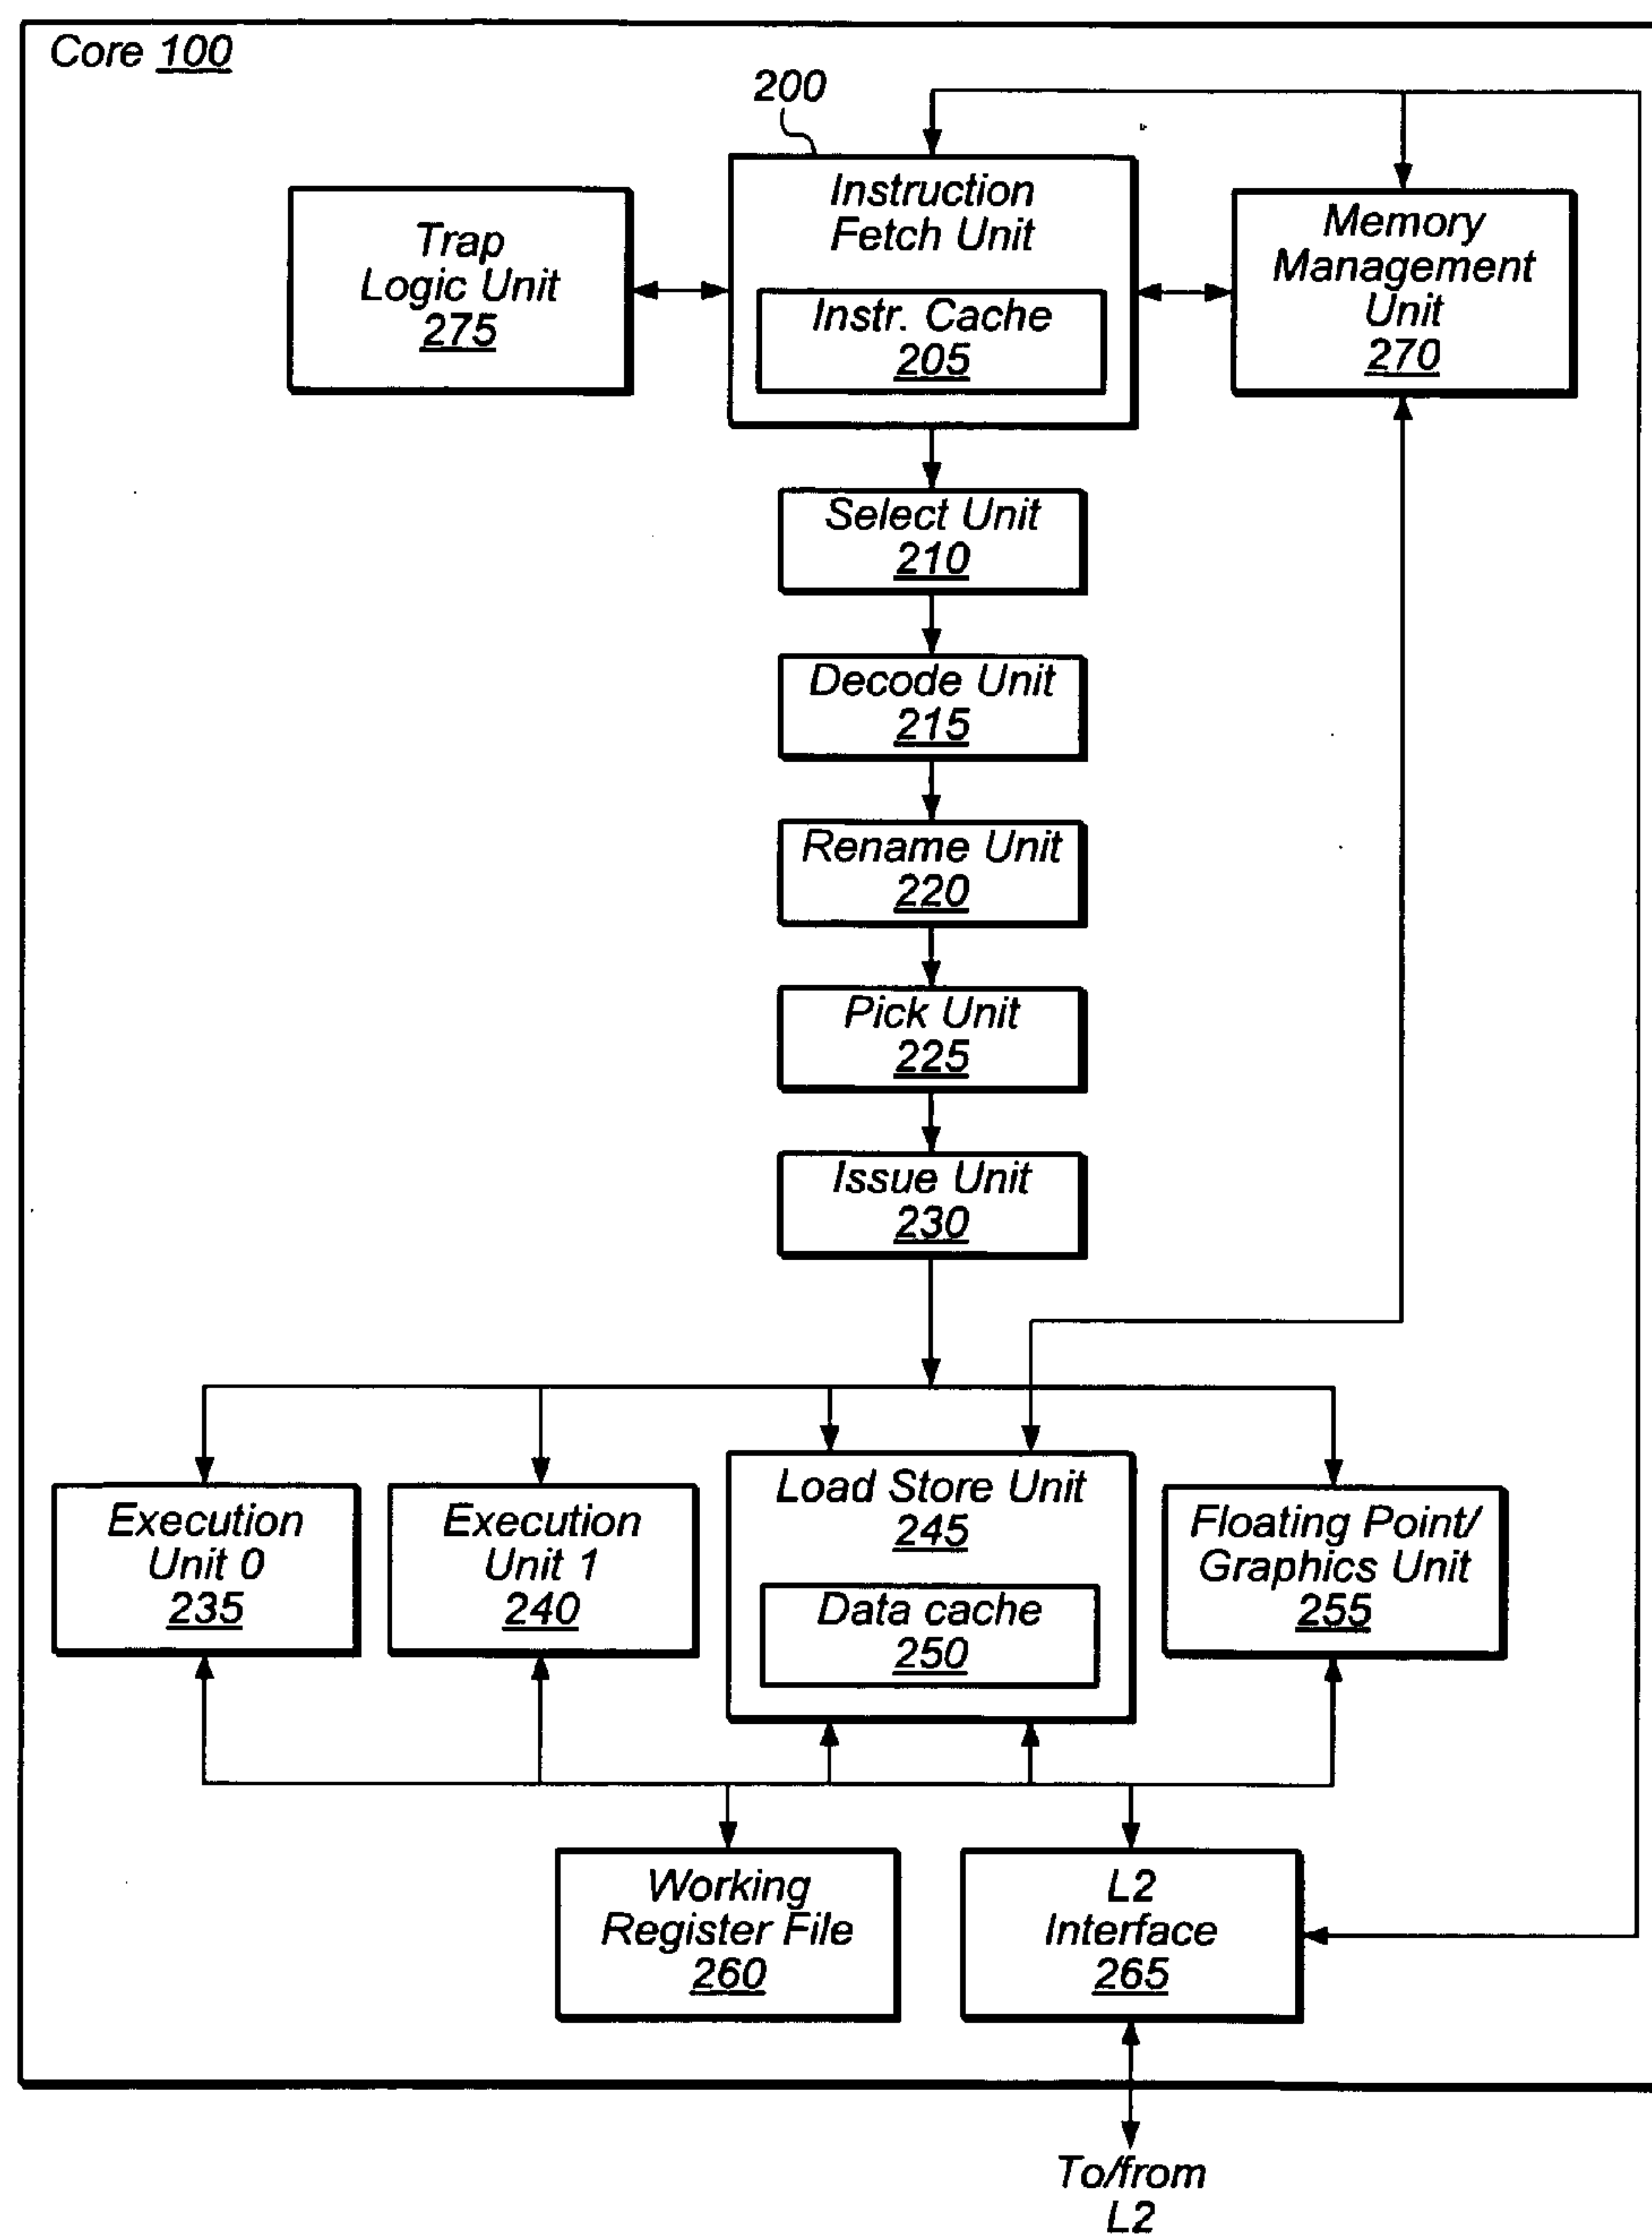 Core 100
200
Instruction
Fetch Unit
Instr. Cache
205
Trap
Logic Unit
275
Memory
Management
Unit
270
Select Unit
210
Decode Unit
215
Rename Unit
220
Pick Unit
225
Issue Unit
230
Execution
Unit 0
235
Execution
Unit 1
240
Load Store Unit
245
Data cache
250
Floating Point/
Graphics Unit
255
Working
Register File
260
L2
Interface
265
To/from
L2